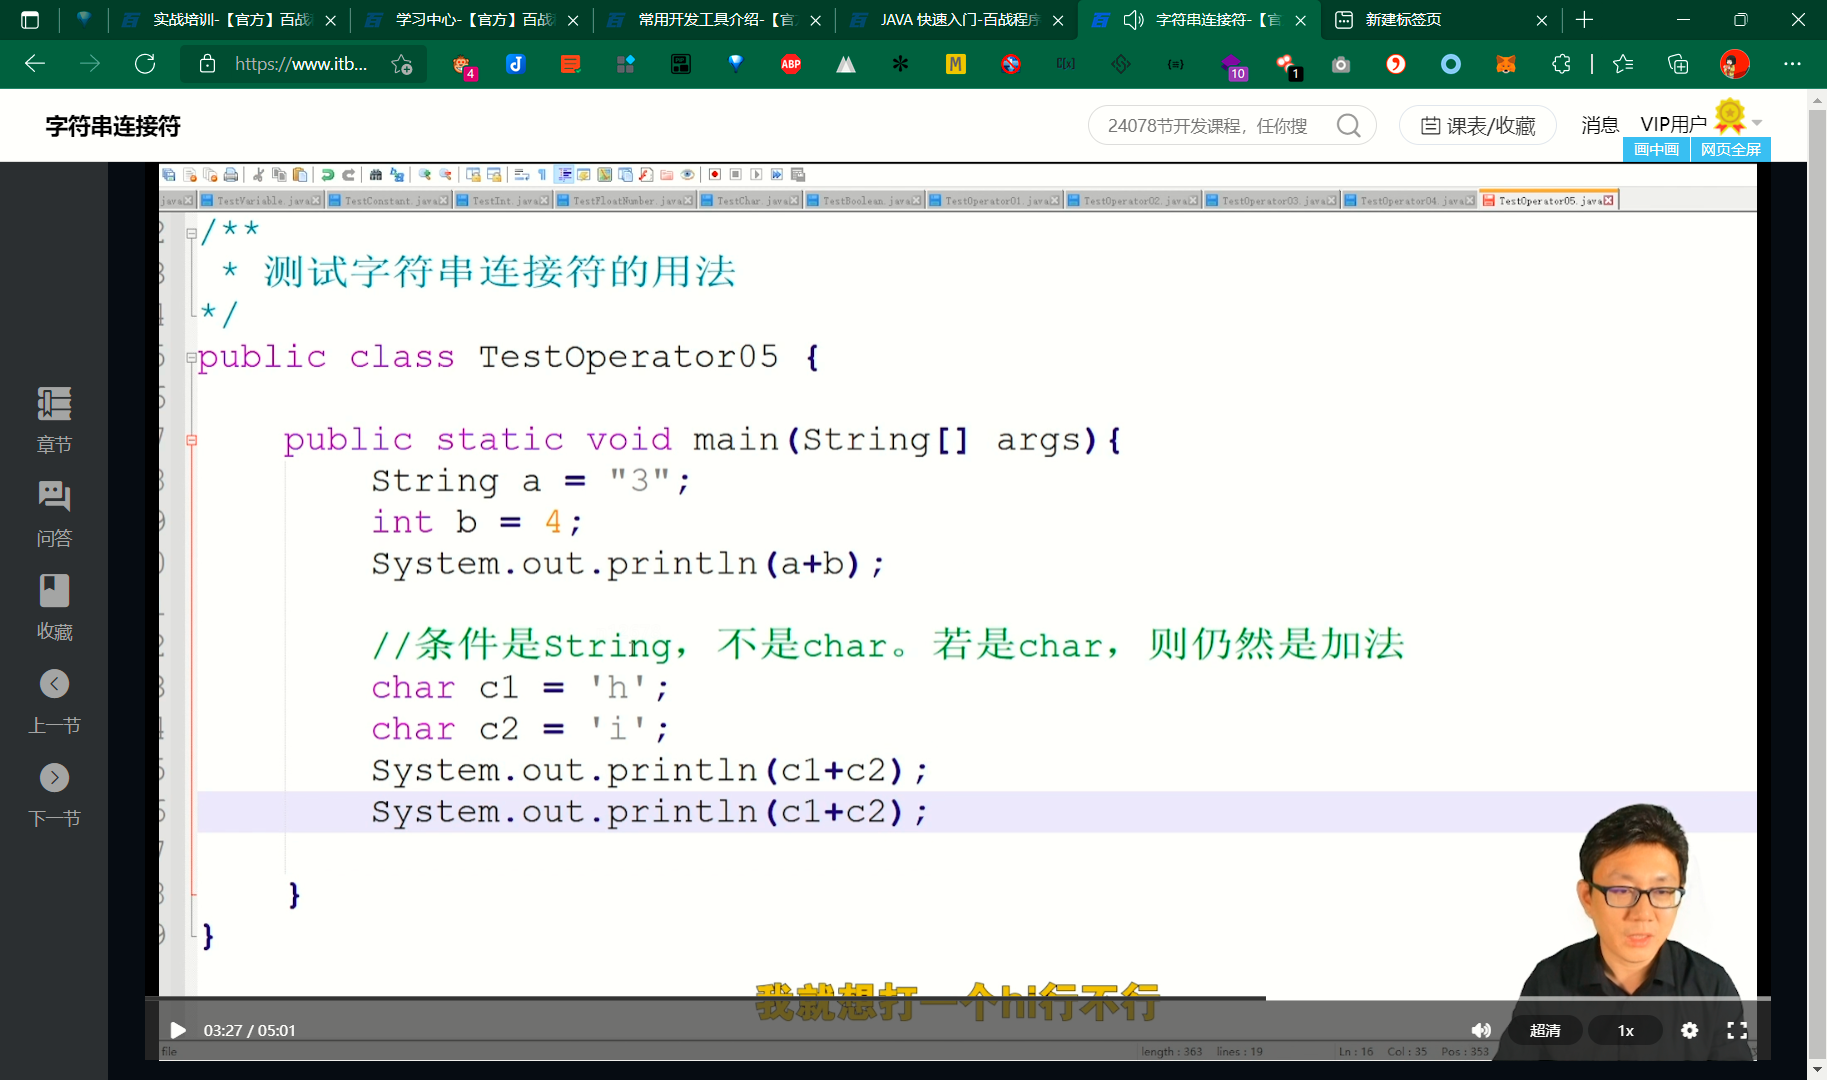 实战培训-【官方】百战
学习中心-【官方】百战
常用开发工具介绍-【官
JAVA 快速入门-百战程序
字符串连接符-【官
新建标签页
https://www.itb...
4
ABP
M
10
1
字符串连接符
24078节开发课程，任你搜
课表/收藏
消息
VIP用户
画中画
网页全屏
java
TestVariable.java
TestConstant.java
TestInt.java
TestFloatNumber.java
TestChar.java
TestBoolean.java
TestOperator01.java
TestOperator02.java
TestOperator03.java
TestOperator04.java
TestOperator05.java
/**
* 测试字符串连接符的用法
*/
public class TestOperator05 {
public static void main(String[] args){
String a = "3";
int b = 4;
System.out.println(a+b);
//条件是String，不是char。若是char，则仍然是加法
char c1 = 'h';
char c2 = 'i';
System.out.println(c1+c2);
System.out.println(c1+c2);
}
}
章节
问答
收藏
上一节
下一节
我就想打一个hi行不行
03:27 / 05:01
超清
1x
file
length : 363 lines : 19
Ln : 16 Col : 35 Pos : 353